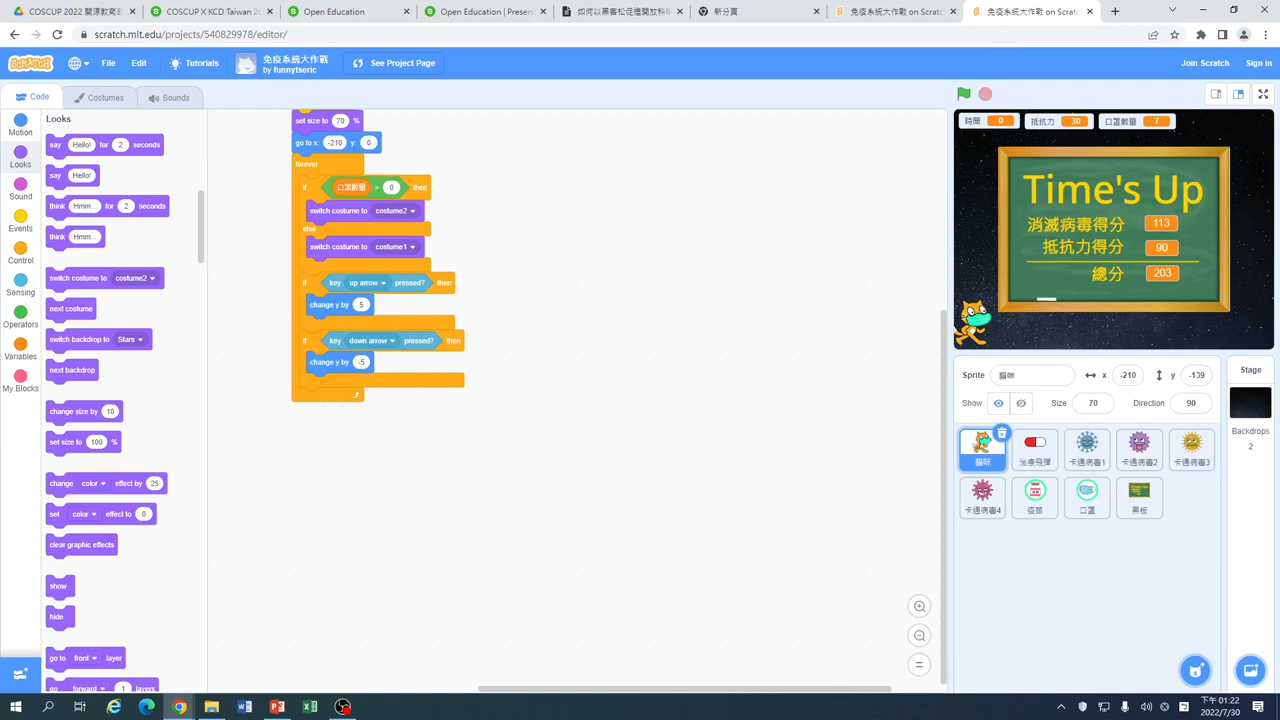 COSCUP 2022 開源教育
COSCUP X KCD Taiwan 20
Open Education
Open Education | Present
如何以黑客松促進開放科
新分頁
免疫系統大作戰 on Scratc
免疫系統大作戰 on Scratc
scratch.mit.edu/projects/540829978/editor/
SCRATCH
File
Edit
Tutorials
免疫系統大作戰
by funnytseric
See Project Page
Join Scratch
Sign in
Code
Costumes
Sounds
Motion
Looks
Sound
Events
Control
Sensing
Operators
Variables
My Blocks
Looks
say Hello! for 2 seconds
say Hello!
think Hmm... for 2 seconds
think Hmm...
switch costume to costume2
next costume
switch backdrop to Stars
next backdrop
change size by 10
set size to 100 %
change color effect by 25
set color effect to 0
clear graphic effects
show
hide
go to front layer
go forward 1 layers
set size to 70 %
go to x: -210 y: 0
forever
if 口罩數量 > 0 then
switch costume to costume2
else
switch costume to costume1
if key up arrow pressed? then
change y by 5
if key down arrow pressed? then
change y by -5
時間 0
抵抗力 30
口罩數量 7
Time's Up
消滅病毒得分 113
抵抗力得分 90
總分 203
Sprite 貓咪 x -210 y -139
Show Size 70 Direction 90
貓咪
治療飛彈
卡通病毒1
卡通病毒2
卡通病毒3
卡通病毒4
疫苗
口罩
黑板
Stage
Backdrops
2
下午 01:22
2022/7/30